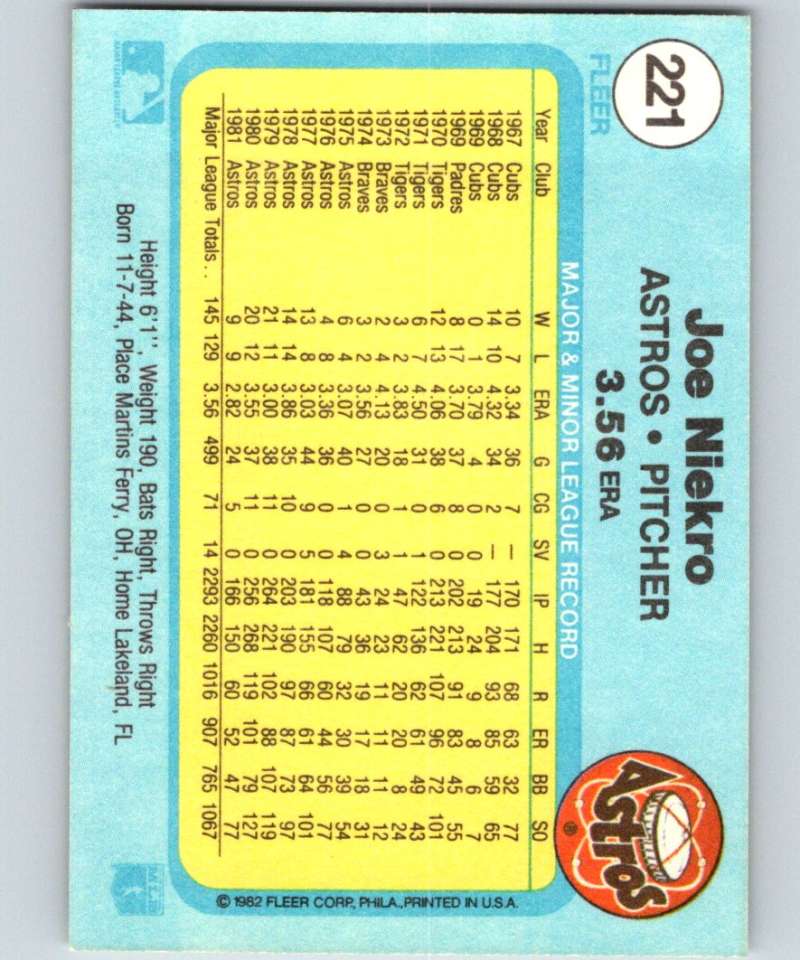 221
FLEER
Joe Niekro
ASTROS • PITCHER
3.56 ERA
Astros
®
MAJOR & MINOR LEAGUE RECORD
Year Club W L ERA G CG SV IP H R ER BB SO
1967 Cubs 10 7 3.34 36 7 — 170 171 68 63 32 77
1968 Cubs 14 10 4.32 34 2 — 177 204 93 85 59 65
1969 Cubs 0 1 3.79 4 0 0 19 24 9 8 6 7
1969 Padres 8 17 3.70 37 8 0 202 213 91 83 45 55
1970 Tigers 12 13 4.06 38 6 0 213 221 107 96 72 101
1971 Tigers 6 7 4.50 31 0 1 122 136 62 61 49 43
1972 Tigers 3 2 3.83 18 1 1 47 62 20 20 8 24
1973 Braves 2 4 4.13 20 0 3 24 23 11 11 11 12
1974 Braves 3 2 3.56 27 0 0 43 36 19 17 18 31
1975 Astros 6 4 3.07 40 1 4 88 79 32 30 39 54
1976 Astros 4 8 3.36 36 0 0 118 107 60 44 56 77
1977 Astros 13 8 3.03 44 9 5 181 155 66 61 64 101
1978 Astros 14 14 3.86 35 10 0 203 190 97 87 73 97
1979 Astros 21 11 3.00 38 11 0 264 221 102 88 107 119
1980 Astros 20 12 3.55 37 11 0 256 268 119 101 79 127
1981 Astros 9 9 2.82 24 5 0 166 150 60 52 47 77
Major League Totals . . 145 129 3.56 499 71 14 2293 2260 1016 907 765 1067
© 1982 FLEER CORP., PHILA., PRINTED IN U.S.A.
Height 6'1'', Weight 190, Bats Right, Throws Right
Born 11-7-44, Place Martins Ferry, OH, Home Lakeland, FL